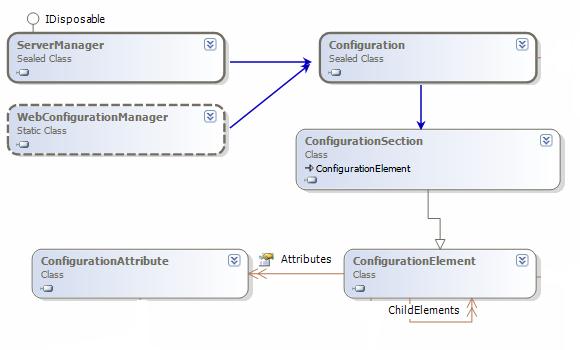 IDisposable
ServerManager
Sealed Class
Configuration
Sealed Class
WebConfigurationManager
Static Class
ConfigurationSection
Class
ConfigurationElement
ConfigurationAttribute
Class
Attributes
ConfigurationElement
Class
ChildElements